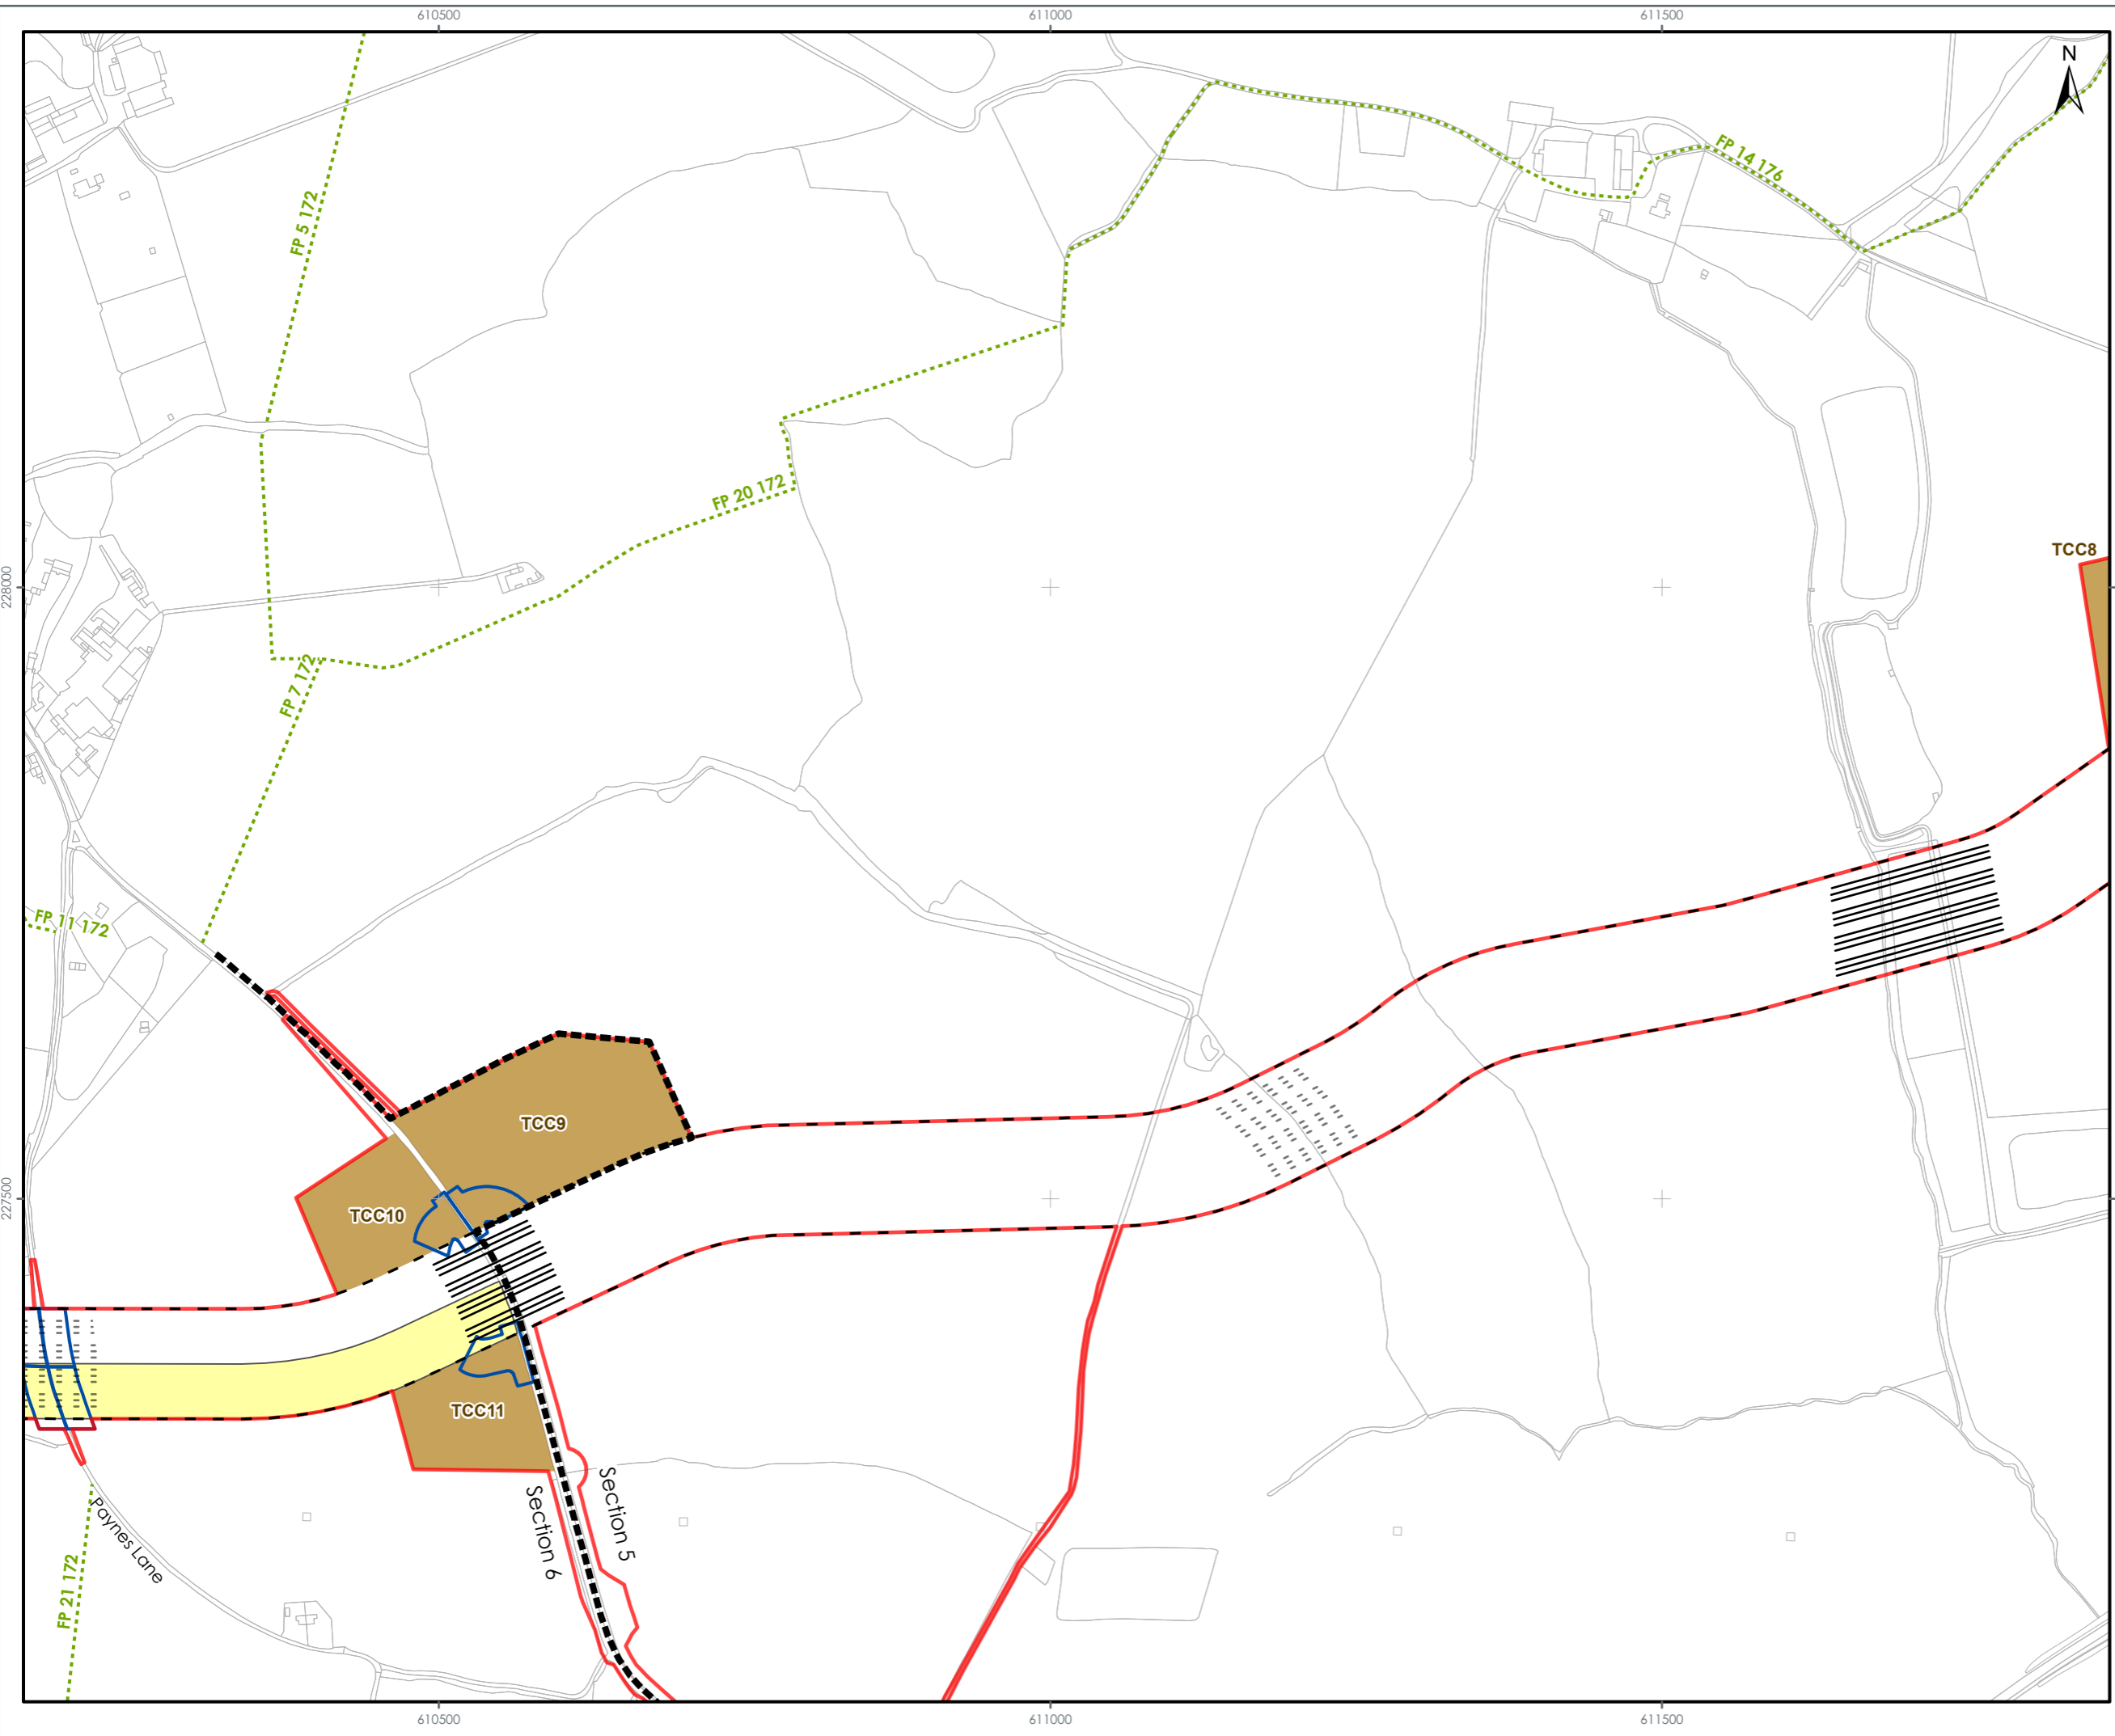 610500
611000
611500
N
FP 14 176
FP 5 172
FP 20 172
TCC8
228000
FP 7 172
FP 11 172
TCC9
227500
TCC10
TCC11
Section 5
Section 6
Paynes Lane
FP 21 172
610500
611000
611500